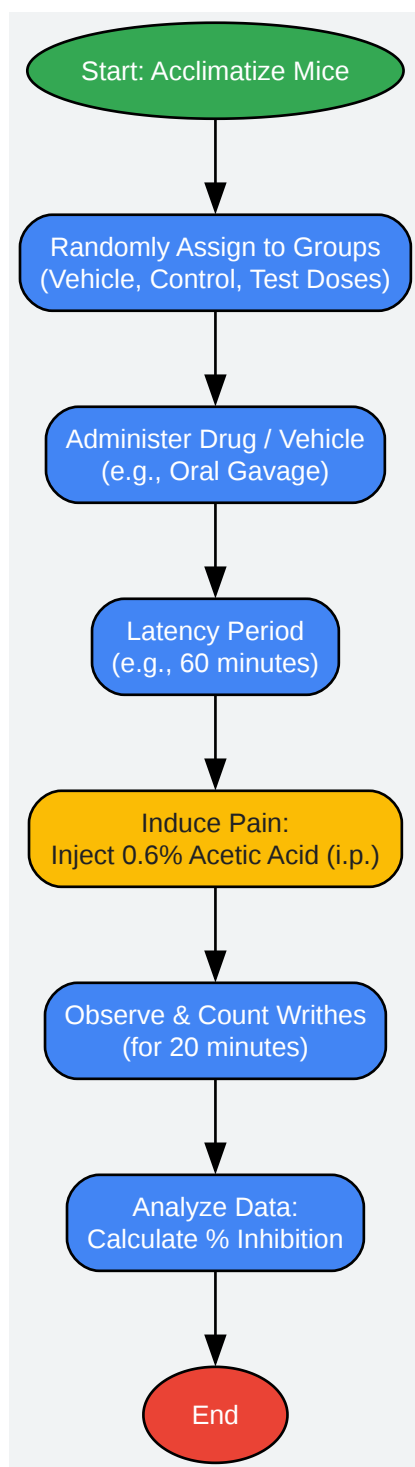 Start: Acclimatize Mice
Randomly Assign to Groups
(Vehicle, Control, Test Doses)
Administer Drug / Vehicle
(e.g., Oral Gavage)
Latency Period
(e.g., 60 minutes)
Induce Pain:
Inject 0.6% Acetic Acid (i.p.)
Observe & Count Writhes
(for 20 minutes)
Analyze Data:
Calculate % Inhibition
End